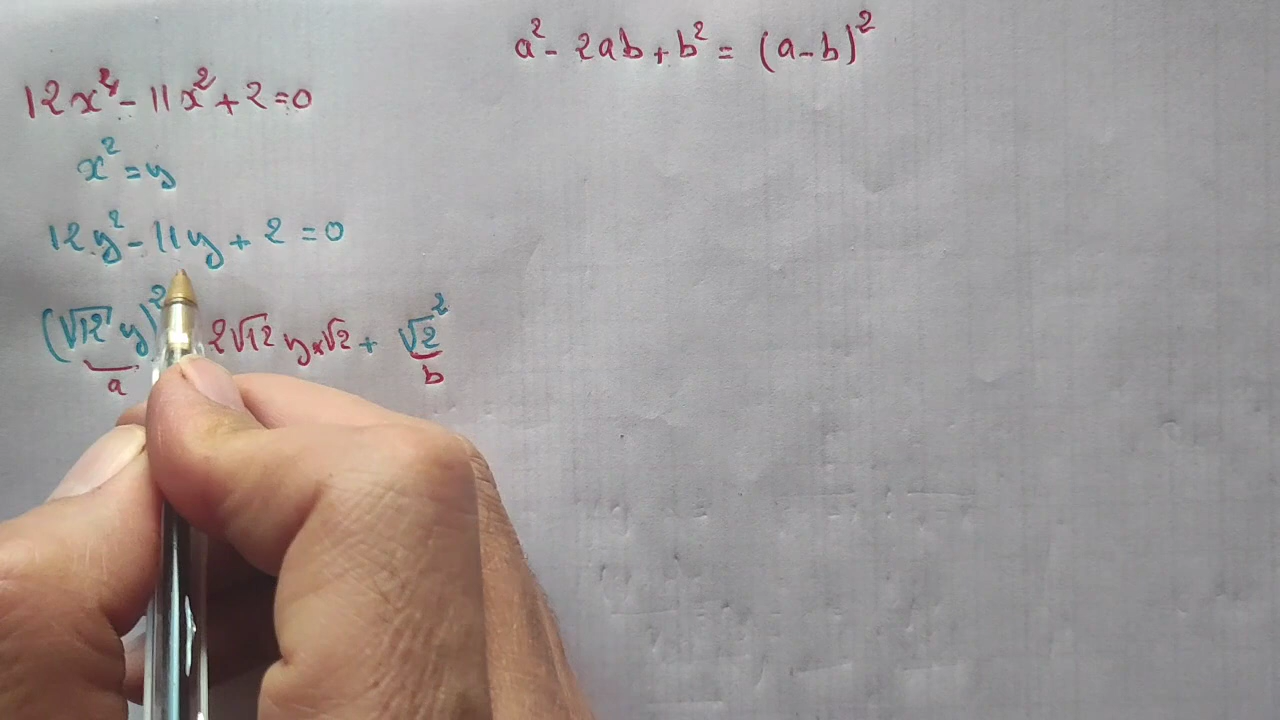 a² - 2ab + b² = (a - b)²
12x⁴ - 11x² + 2 = 0
x² = y
12y² - 11y + 2 = 0
(√12 y)² 2√12 y × √2 + √2²
a b